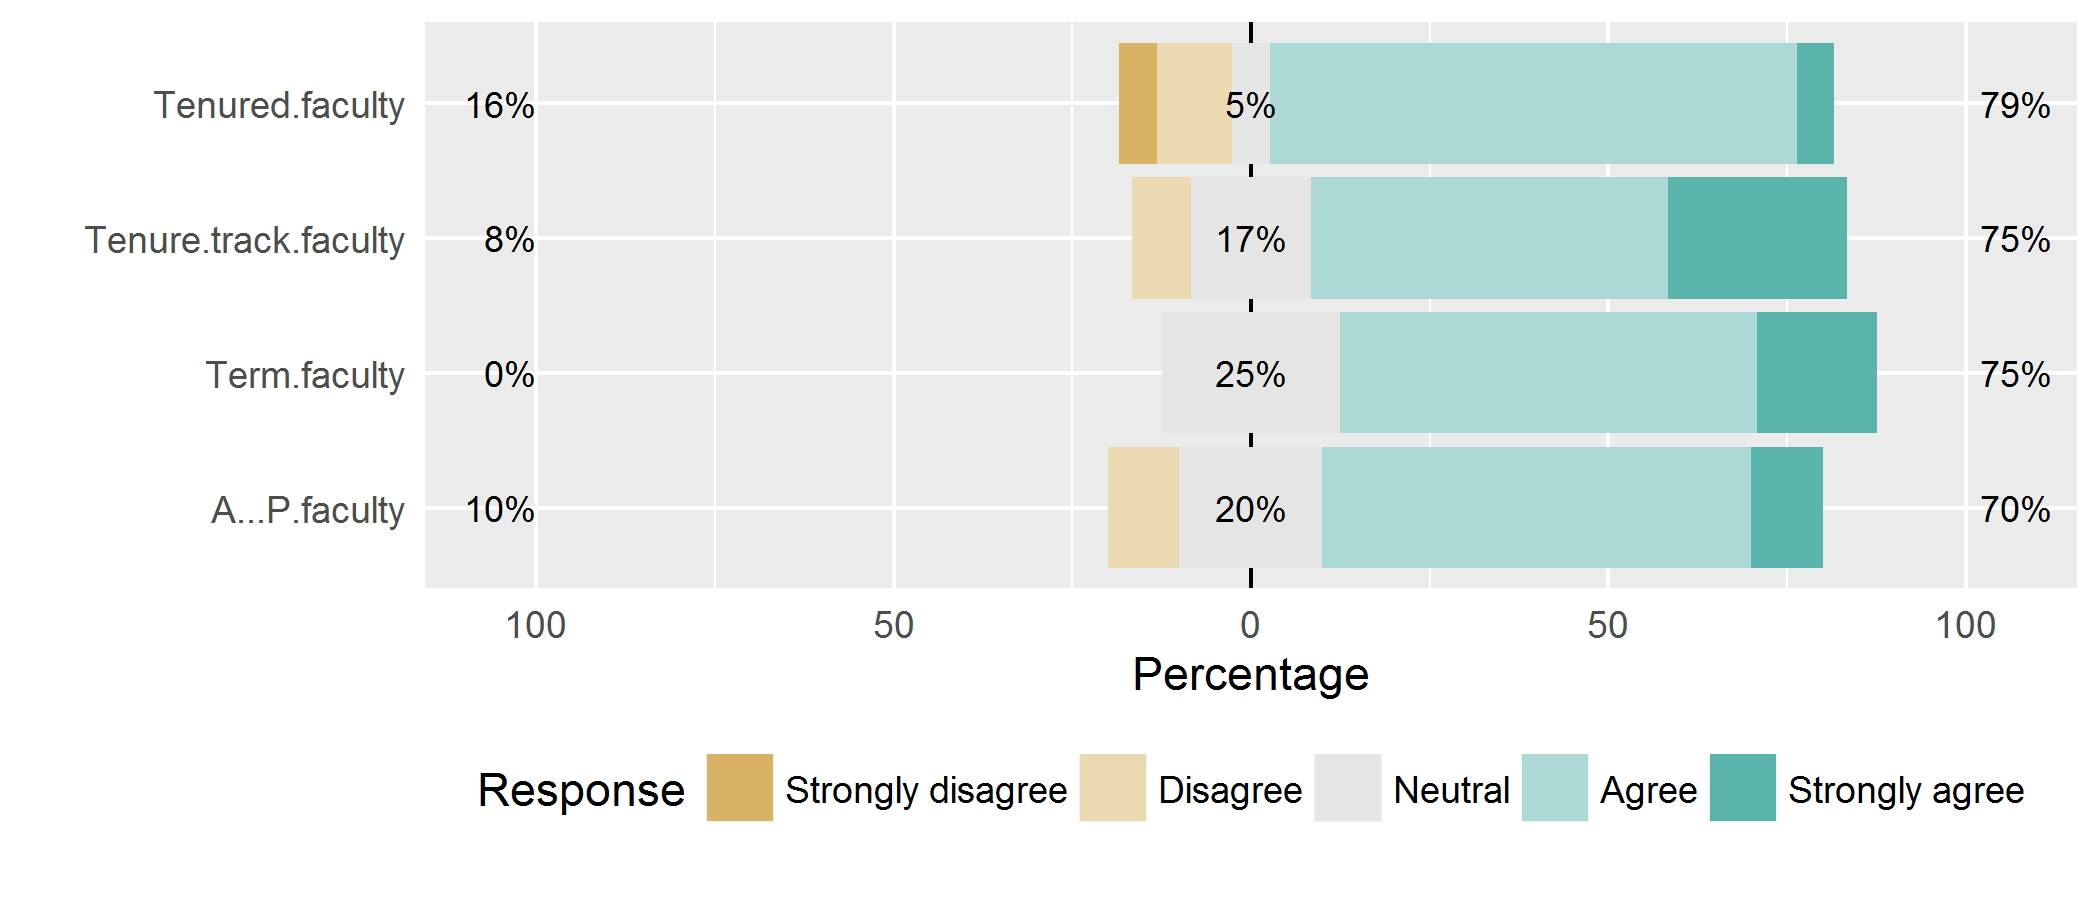 Tenured.faculty 16% 5% 79%
Tenure.track.faculty 8% 17% 75%
Term.faculty 0% 25% 75%
A...P.faculty 10% 20% 70%
100 50 0 50 100
Percentage
Response Strongly disagree Disagree Neutral Agree Strongly agree